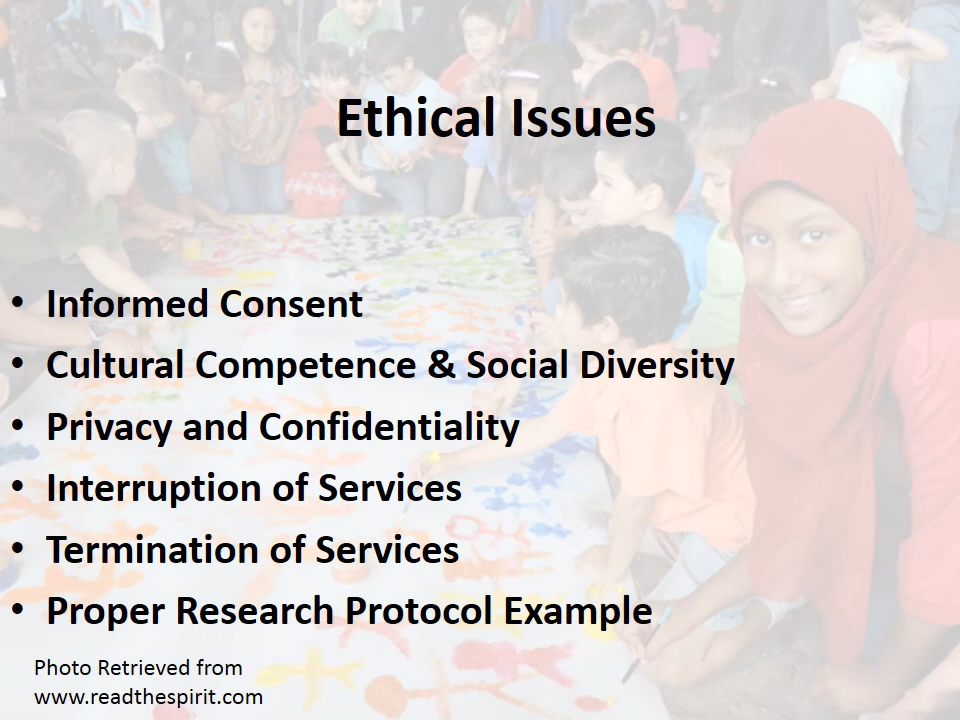 Ethical Issues
• Informed Consent
• Cultural Competence & Social Diversity
• Privacy and Confidentiality
• Interruption of Services
• Termination of Services
• Proper Research Protocol Example
Photo Retrieved from
www.readthespirit.com